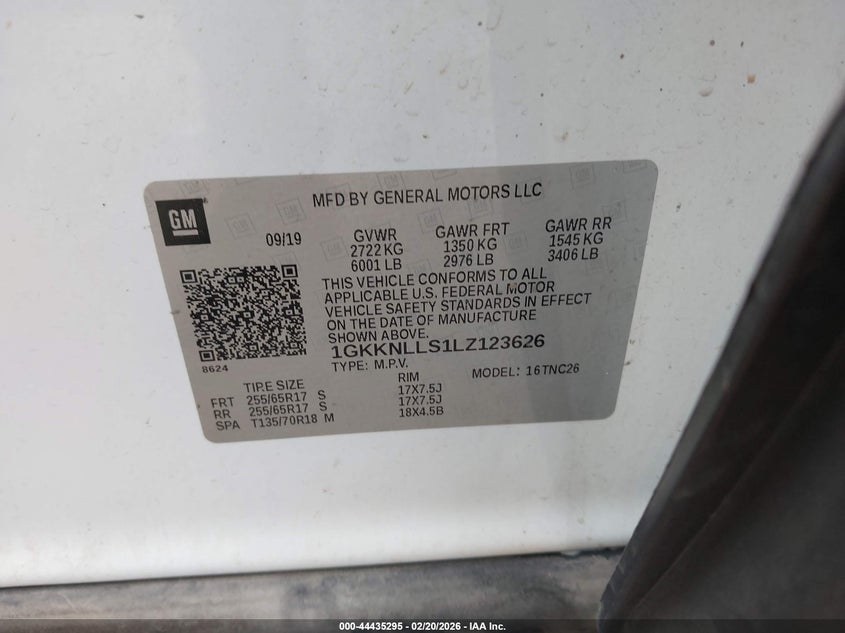 GM
MFD BY GENERAL MOTORS LLC
09/19 GVWR GAWR FRT GAWR RR
2722 KG 1350 KG 1545 KG
6001 LB 2976 LB 3406 LB
THIS VEHICLE CONFORMS TO ALL
APPLICABLE U.S. FEDERAL MOTOR
VEHICLE SAFETY STANDARDS IN EFFECT
ON THE DATE OF MANUFACTURE
SHOWN ABOVE.
1GKKNLLS1LZ123626
8624
TYPE: M.P.V. MODEL: 16TNC26
TIRE SIZE RIM
FRT 255/65R17 S 17X7.5J
RR 255/65R17 S 17X7.5J
SPA T135/70R18 M 18X4.5B
000-44435295 - 02/20/2026 - IAA Inc.